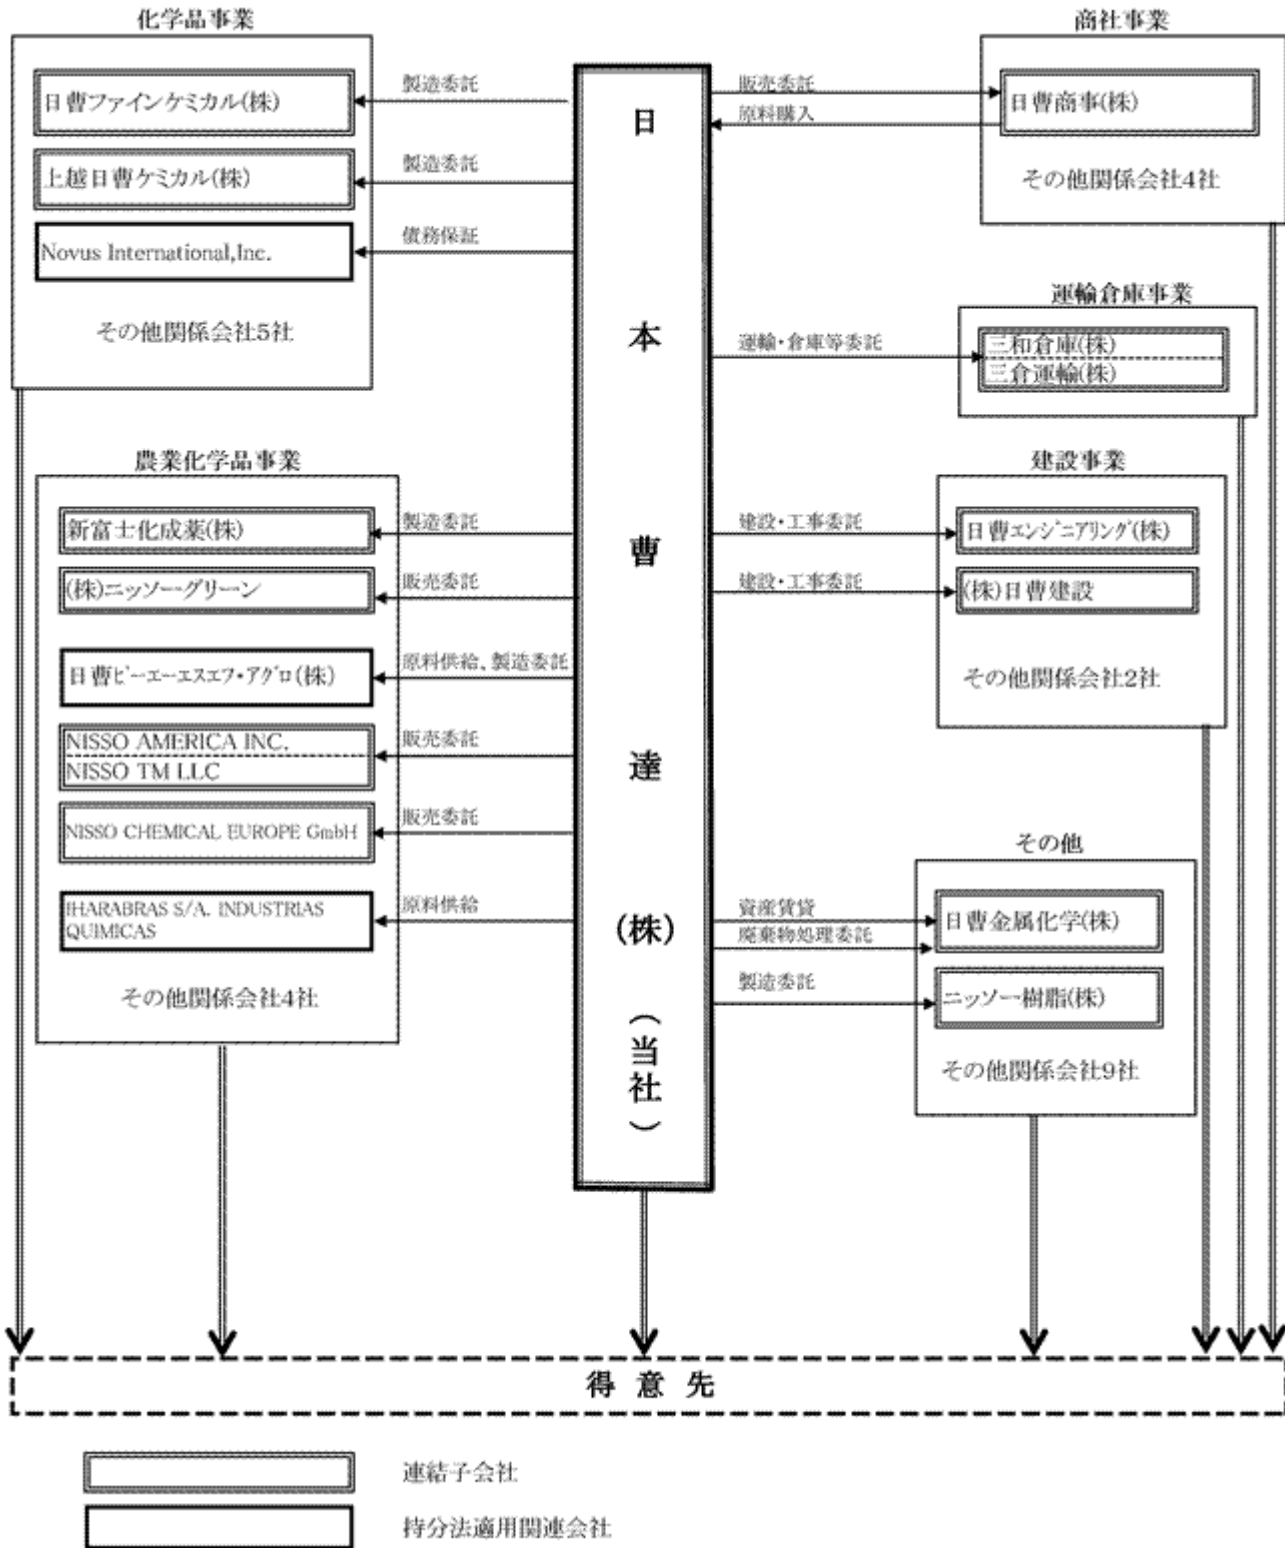 化学品事業
日曹ファインケミカル(株)
上越日曹ケミカル(株)
Novus International,Inc.
その他関係会社5社
製造委託
製造委託
債務保証
農業化学品事業
新富士化成薬(株)
(株)ニッソーグリーン
日曹ビーエーエスエフ・アグロ(株)
NISSO AMERICA INC.
NISSO TM LLC
NISSO CHEMICAL EUROPE GmbH
IHARABRAS S/A. INDUSTRIAS
QUIMICAS
その他関係会社4社
製造委託
販売委託
原料供給、製造委託
販売委託
販売委託
原料供給
日本曹達(株)(当社)
商社事業
販売委託
原料購入
日曹商事(株)
その他関係会社4社
運輸倉庫事業
運輸・倉庫等委託
三和倉庫(株)
三倉運輸(株)
建設事業
建設・工事委託
日曹エンジニアリング(株)
建設・工事委託
(株)日曹建設
その他関係会社2社
その他
資産賃貸
廃棄物処理委託
日曹金属化学(株)
製造委託
ニッソー樹脂(株)
その他関係会社9社
得意先
連結子会社
持分法適用関連会社